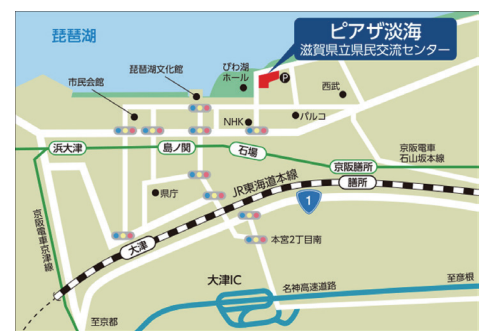 琵琶湖
ピアザ淡海
滋賀県立県民交流センター
琵琶湖文化館
びわ湖
ホール
P
市民会館
西武
NHK
パルコ
浜大津
島ノ関
石場
京阪電車
石山坂本線
京阪膳所
県庁
JR東海道本線
膳所
1
京阪電車京津線
大津
本宮2丁目南
大津IC
名神高速道路
至彦根
至京都